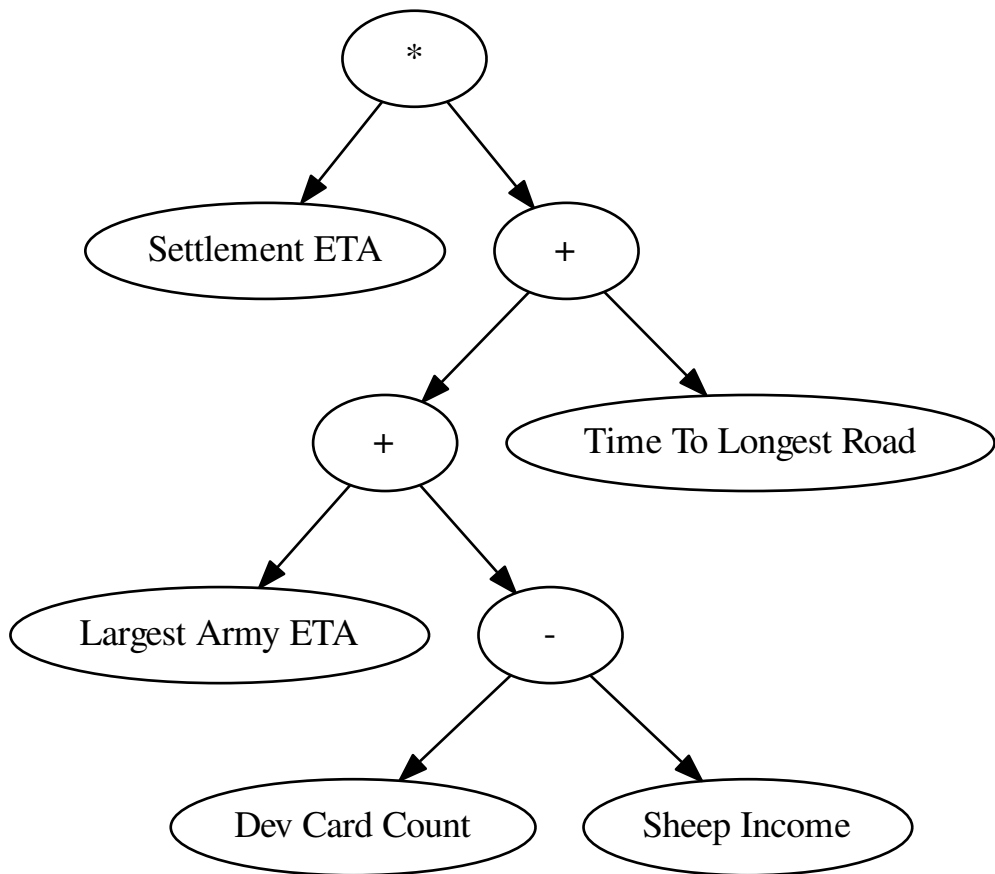 *
Settlement ETA
+
+
Time To Longest Road
Largest Army ETA
-
Dev Card Count
Sheep Income